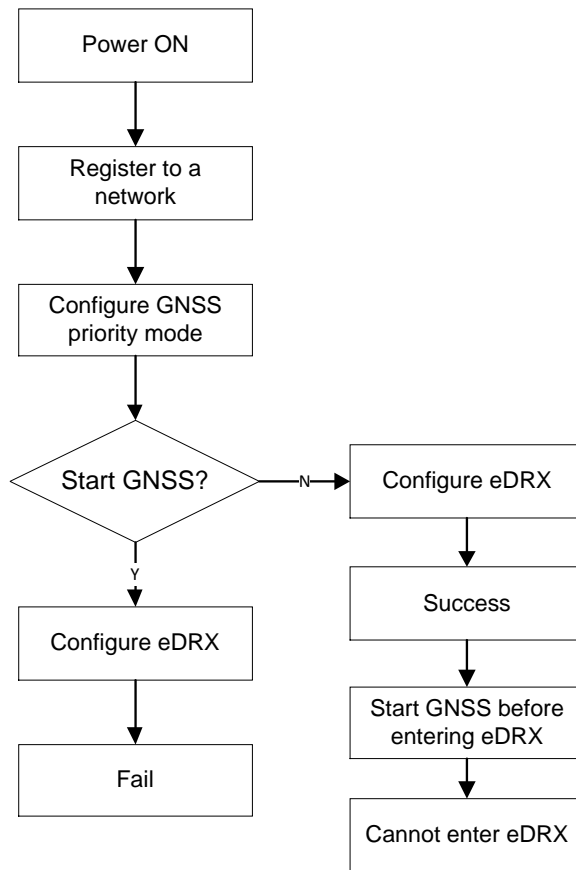 Power ON
Register to a
network
Configure GNSS
priority mode
Start GNSS?
N
Configure eDRX
Y
Configure eDRX
Success
Start GNSS before
entering eDRX
Fail
Cannot enter eDRX